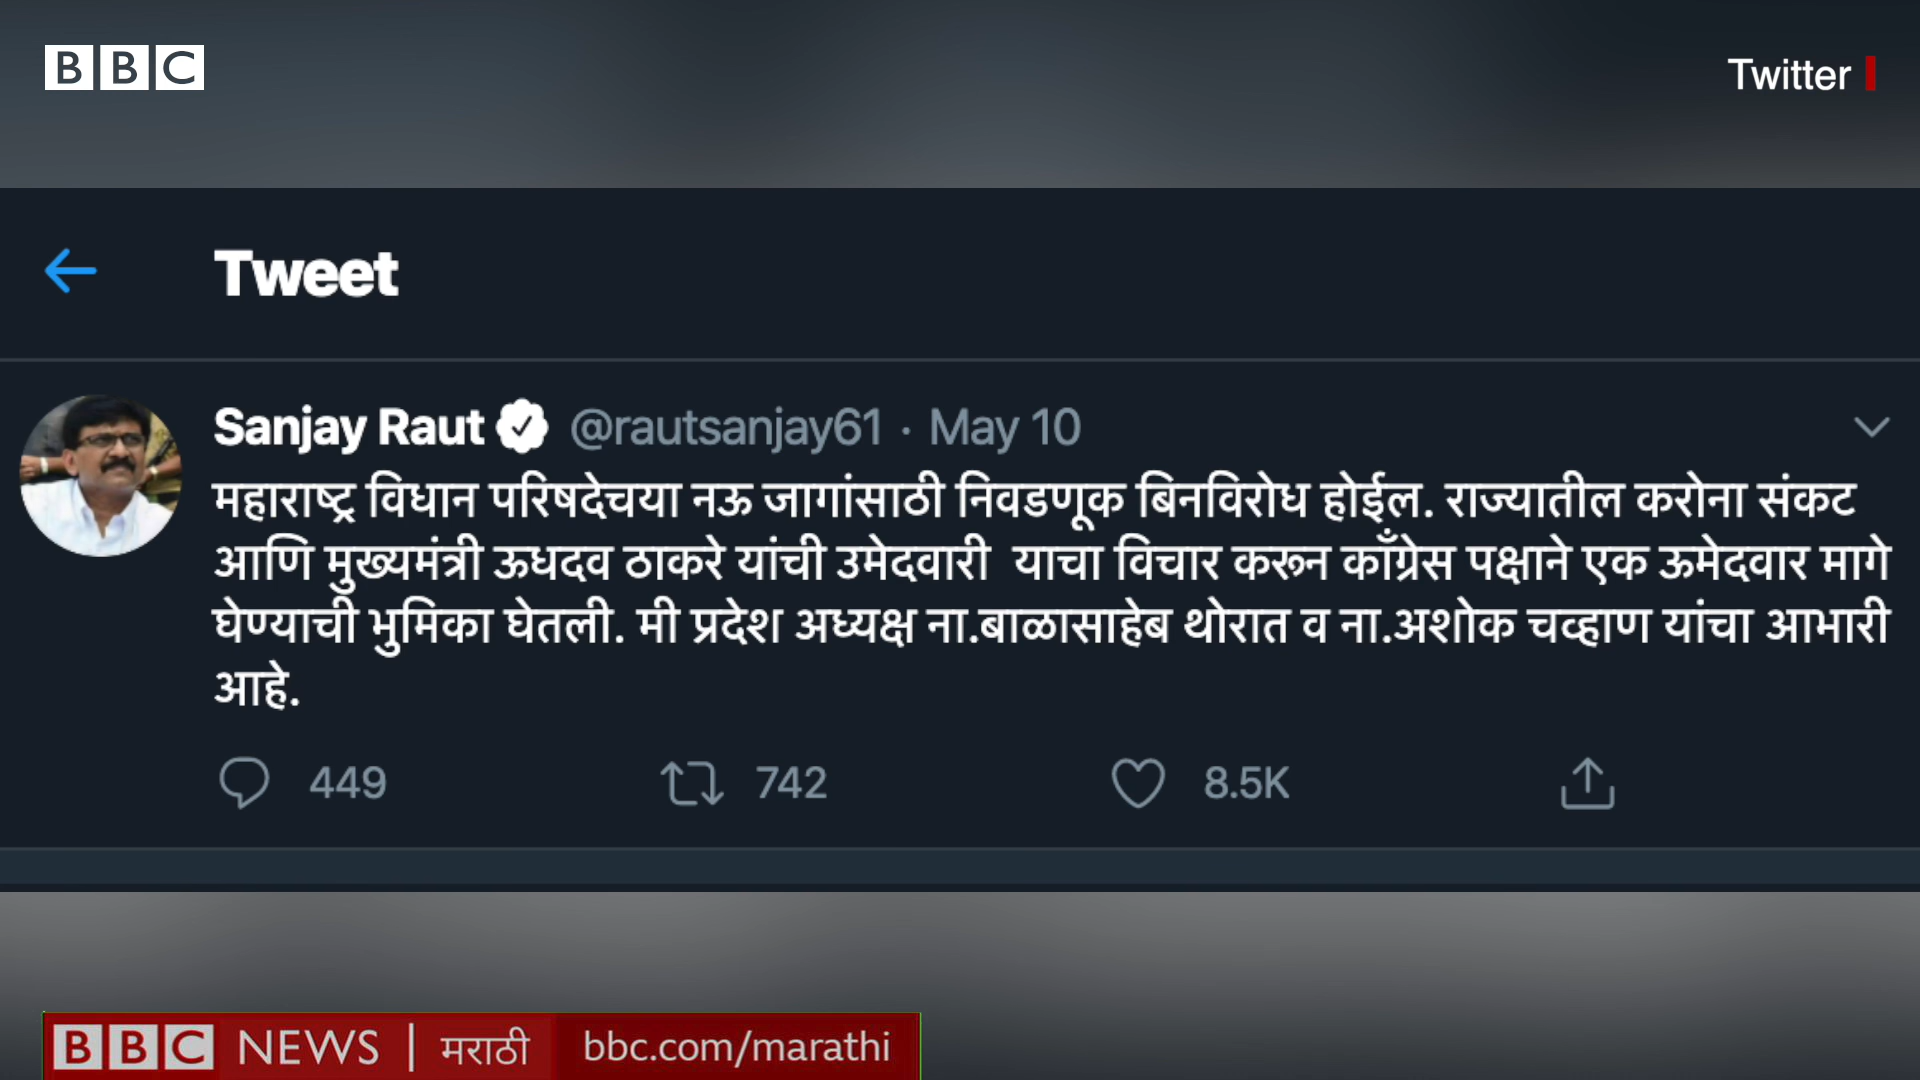 BBC
Twitter
Tweet
Sanjay Raut @rautsanjay61 · May 10
महाराष्ट्र विधान परिषदेचया नऊ जागांसाठी निवडणूक बिनविरोध होईल. राज्यातील करोना संकट
आणि मुख्यमंत्री ऊधदव ठाकरे यांची उमेदवारी याचा विचार करून काँग्रेस पक्षाने एक ऊमेदवार मागे
घेण्याची भुमिका घेतली. मी प्रदेश अध्यक्ष ना.बाळासाहेब थोरात व ना.अशोक चव्हाण यांचा आभारी
आहे.
449 742 8.5K
BBC NEWS | मराठी bbc.com/marathi